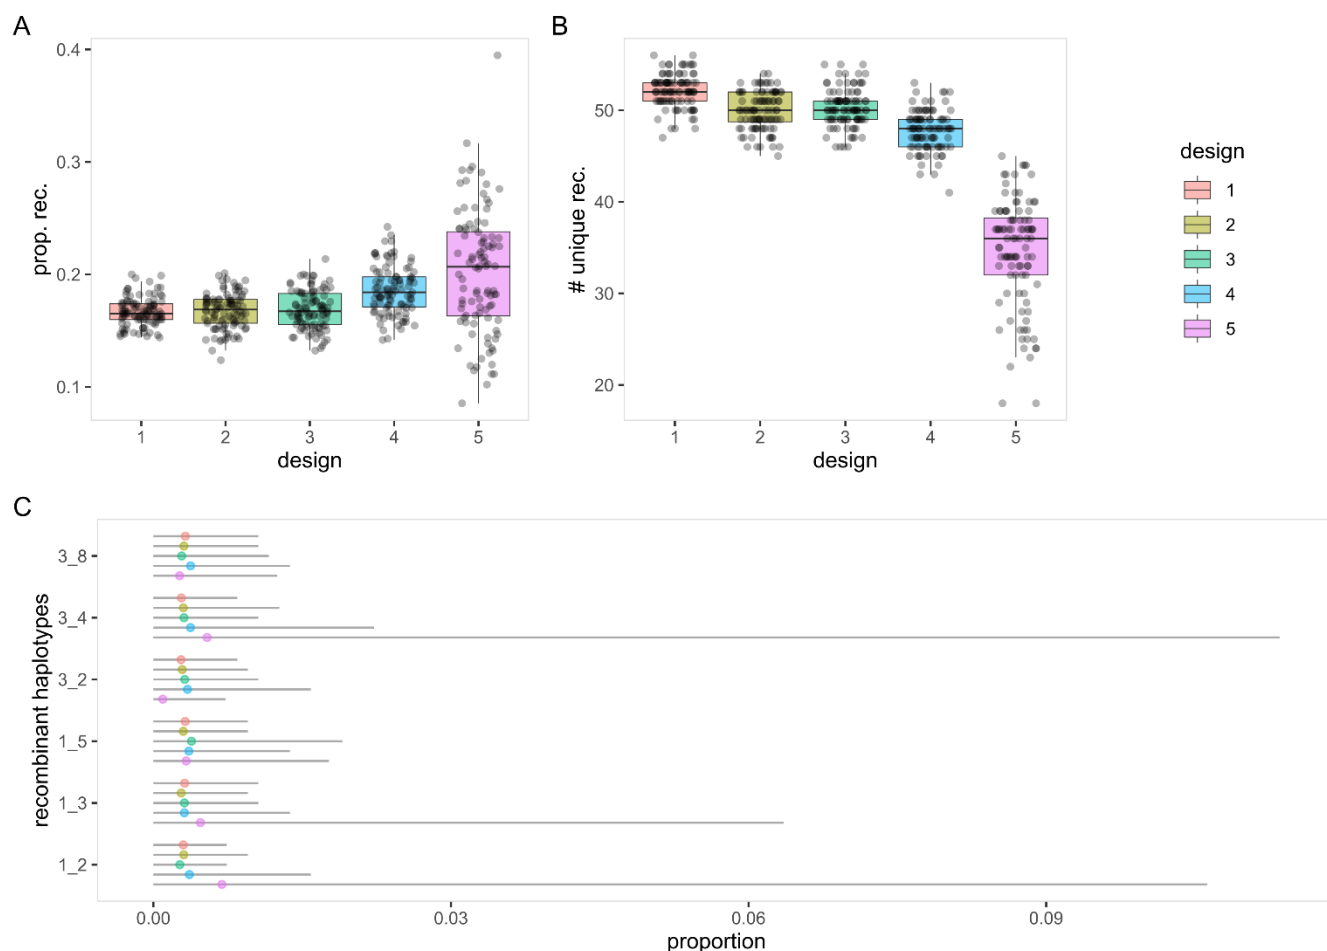 A
B
0.4
0.3
0.2
0.1
prop. rec.
1 2 3 4 5
design
50
40
30
20
# unique rec.
1 2 3 4 5
design
design
1
2
3
4
5
C
recombinant haplotypes
3_8
3_4
3_2
1_5
1_3
1_2
0.00 0.03 0.06 0.09
proportion